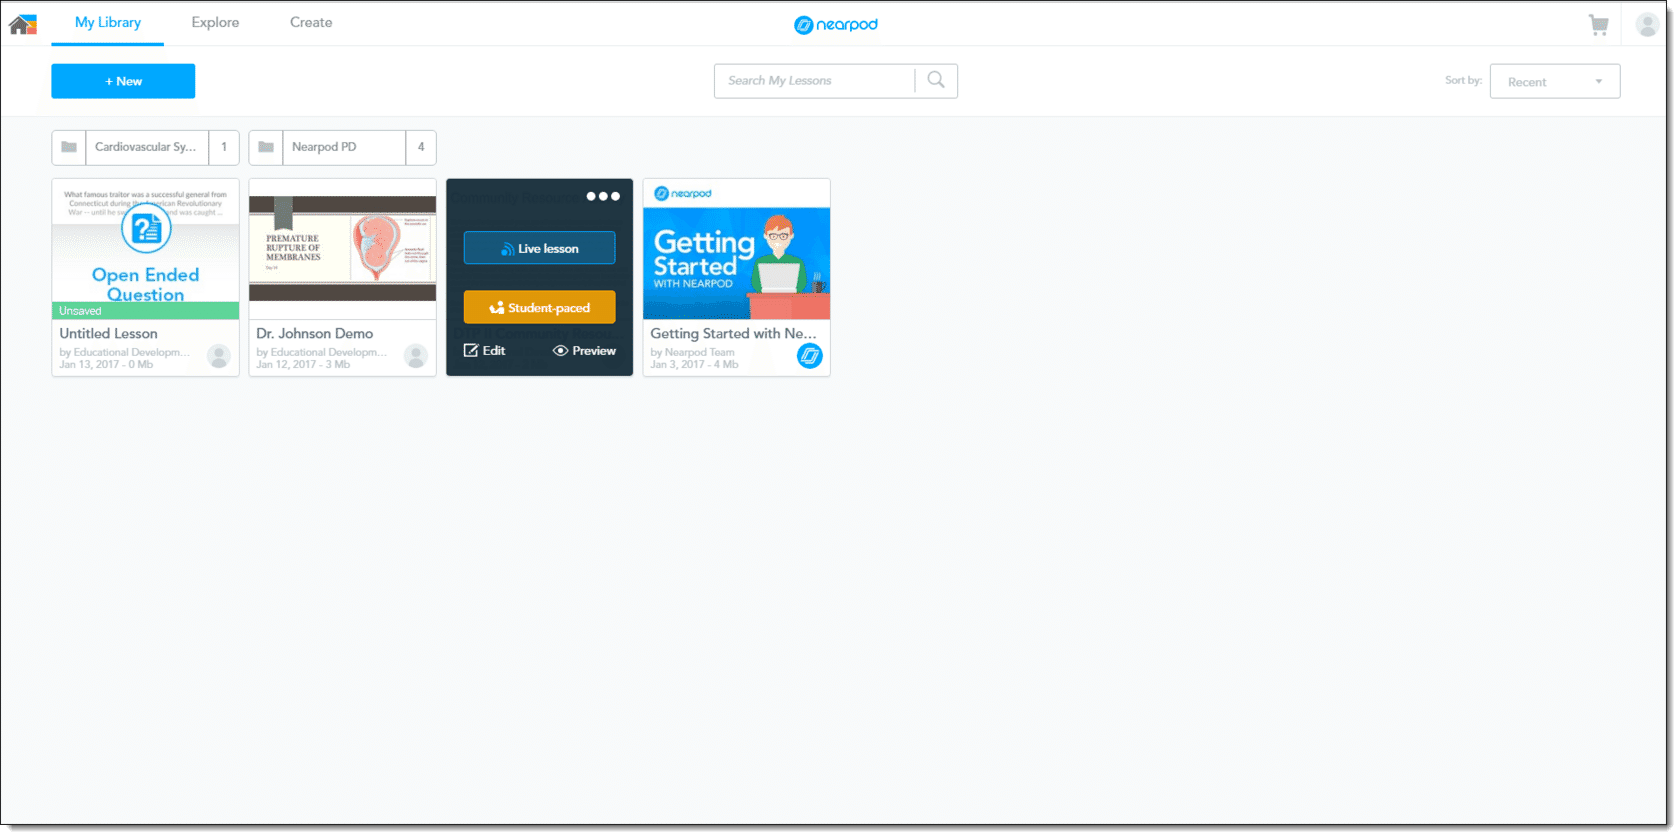 My Library
Explore
Create
nearpod
+ New
Search My Lessons
Sort by:
Recent
Cardiovascular Sy...
1
Nearpod PD
4
What famous traitor was a successful general from
Connecticut during the American Revolutionary
War -- until he sw and was caught ...
Open Ended
Question
Unsaved
Untitled Lesson
by Educational Developm...
Jan 13, 2017 - 0 Mb
PREMATURE
RUPTURE OF
MEMBRANES
Dr. Johnson Demo
by Educational Developm...
Jan 12, 2017 - 3 Mb
Live lesson
Student-paced
Edit
Preview
nearpod
Getting
Started
WITH NEARPOD
Getting Started with Ne...
by Nearpod Team
Jan 3, 2017 - 4 Mb